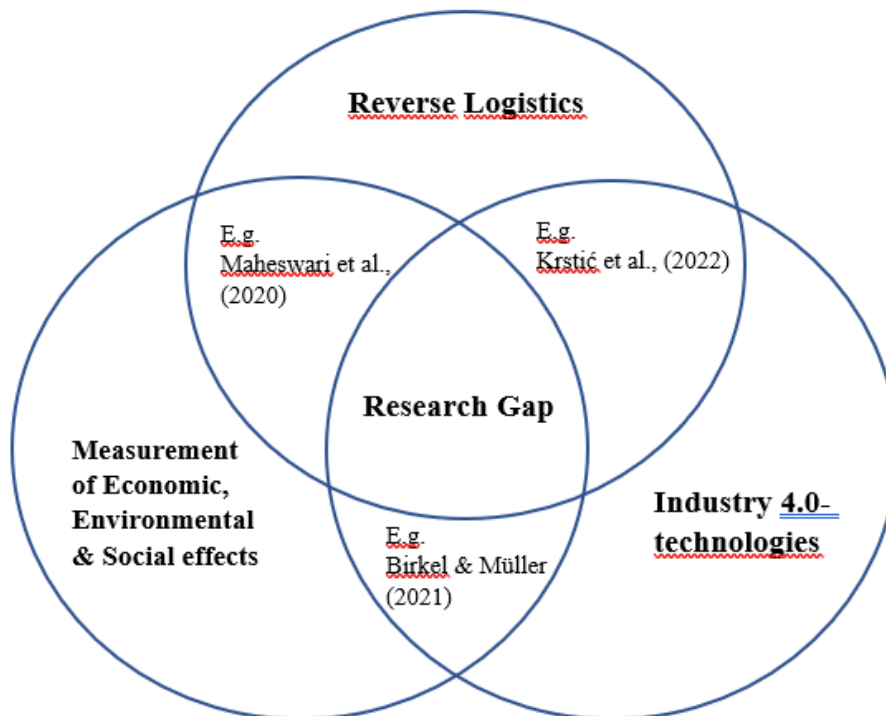 Reverse Logistics
E.g.
Maheswari et al.,
(2020)
E.g.
Krstić et al., (2022)
Research Gap
Measurement
of Economic,
Environmental
& Social effects
Industry 4.0-
technologies
E.g.
Birkel & Müller
(2021)